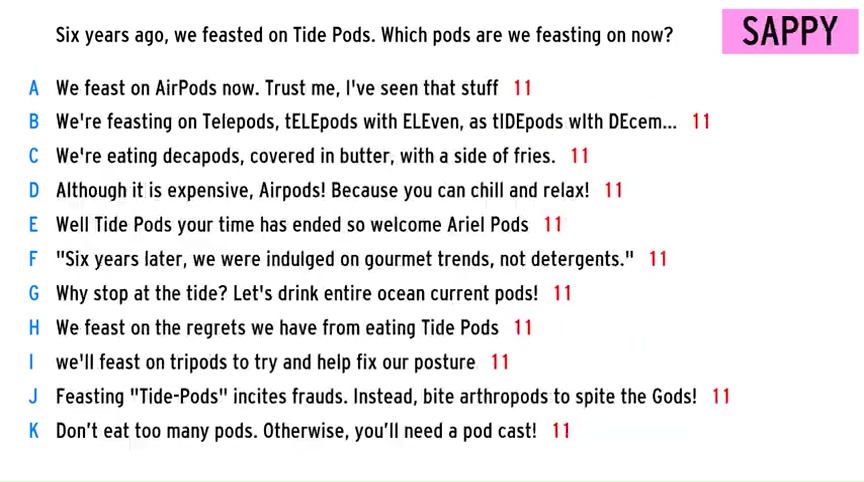 Six years ago, we feasted on Tide Pods. Which pods are we feasting on now?
SAPPY
A We feast on AirPods now. Trust me, I've seen that stuff 11
B We're feasting on Telepods, tELEpods with ELEven, as tIDEpods wIth DEcem... 11
C We're eating decapods, covered in butter, with a side of fries. 11
D Although it is expensive, Airpods! Because you can chill and relax! 11
E Well Tide Pods your time has ended so welcome Ariel Pods 11
F "Six years later, we were indulged on gourmet trends, not detergents." 11
G Why stop at the tide? Let's drink entire ocean current pods! 11
H We feast on the regrets we have from eating Tide Pods 11
I we'll feast on tripods to try and help fix our posture 11
J Feasting "Tide-Pods" incites frauds. Instead, bite arthropods to spite the Gods! 11
K Don't eat too many pods. Otherwise, you'll need a pod cast! 11